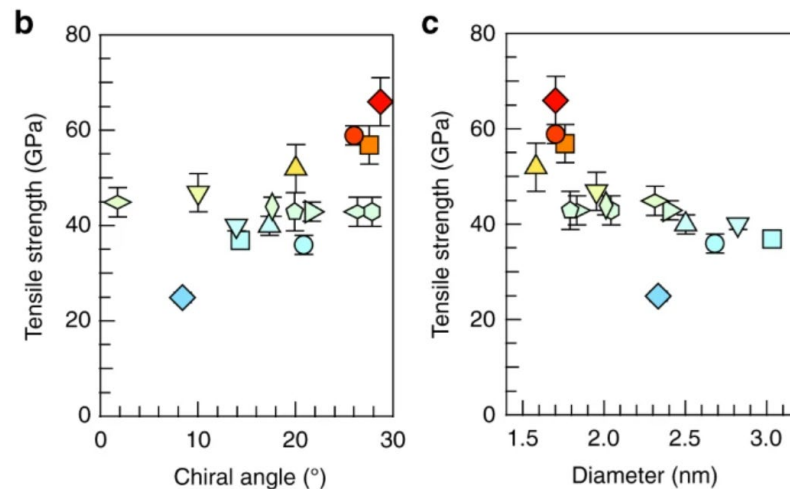 b
80
60
40
20
0
Tensile strength (GPa)
0 10 20 30
Chiral angle (°)
c
80
60
40
20
0
Tensile strength (GPa)
1.5 2.0 2.5 3.0
Diameter (nm)